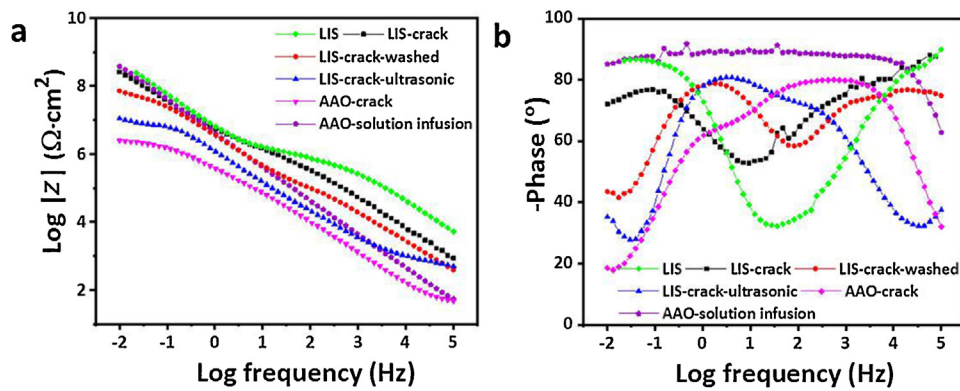 a
10
8
6
4
2
-2 -1 0 1 2 3 4 5
Log |Z| (Ω·cm²)
Log frequency (Hz)
LIS LIS-crack
LIS-crack-washed
LIS-crack-ultrasonic
AAO-crack
AAO-solution infusion
b
100
80
60
40
20
0
-2 -1 0 1 2 3 4 5
-Phase (°)
Log frequency (Hz)
LIS LIS-crack LIS-crack-washed
LIS-crack-ultrasonic AAO-crack
AAO-solution infusion